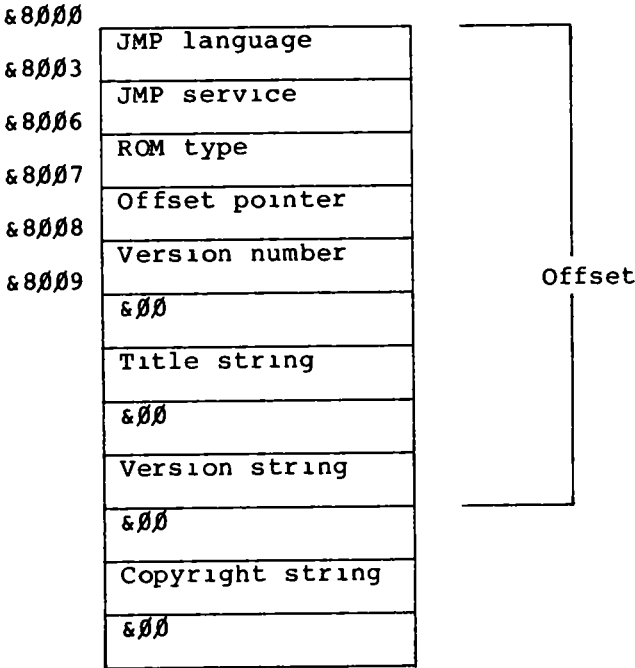 &8000
JMP language
&8003
JMP service
&8006
ROM type
&8007
Offset pointer
&8008
Version number
&8009
Offset
&00
Title string
&00
Version string
&00
Copyright string
&00